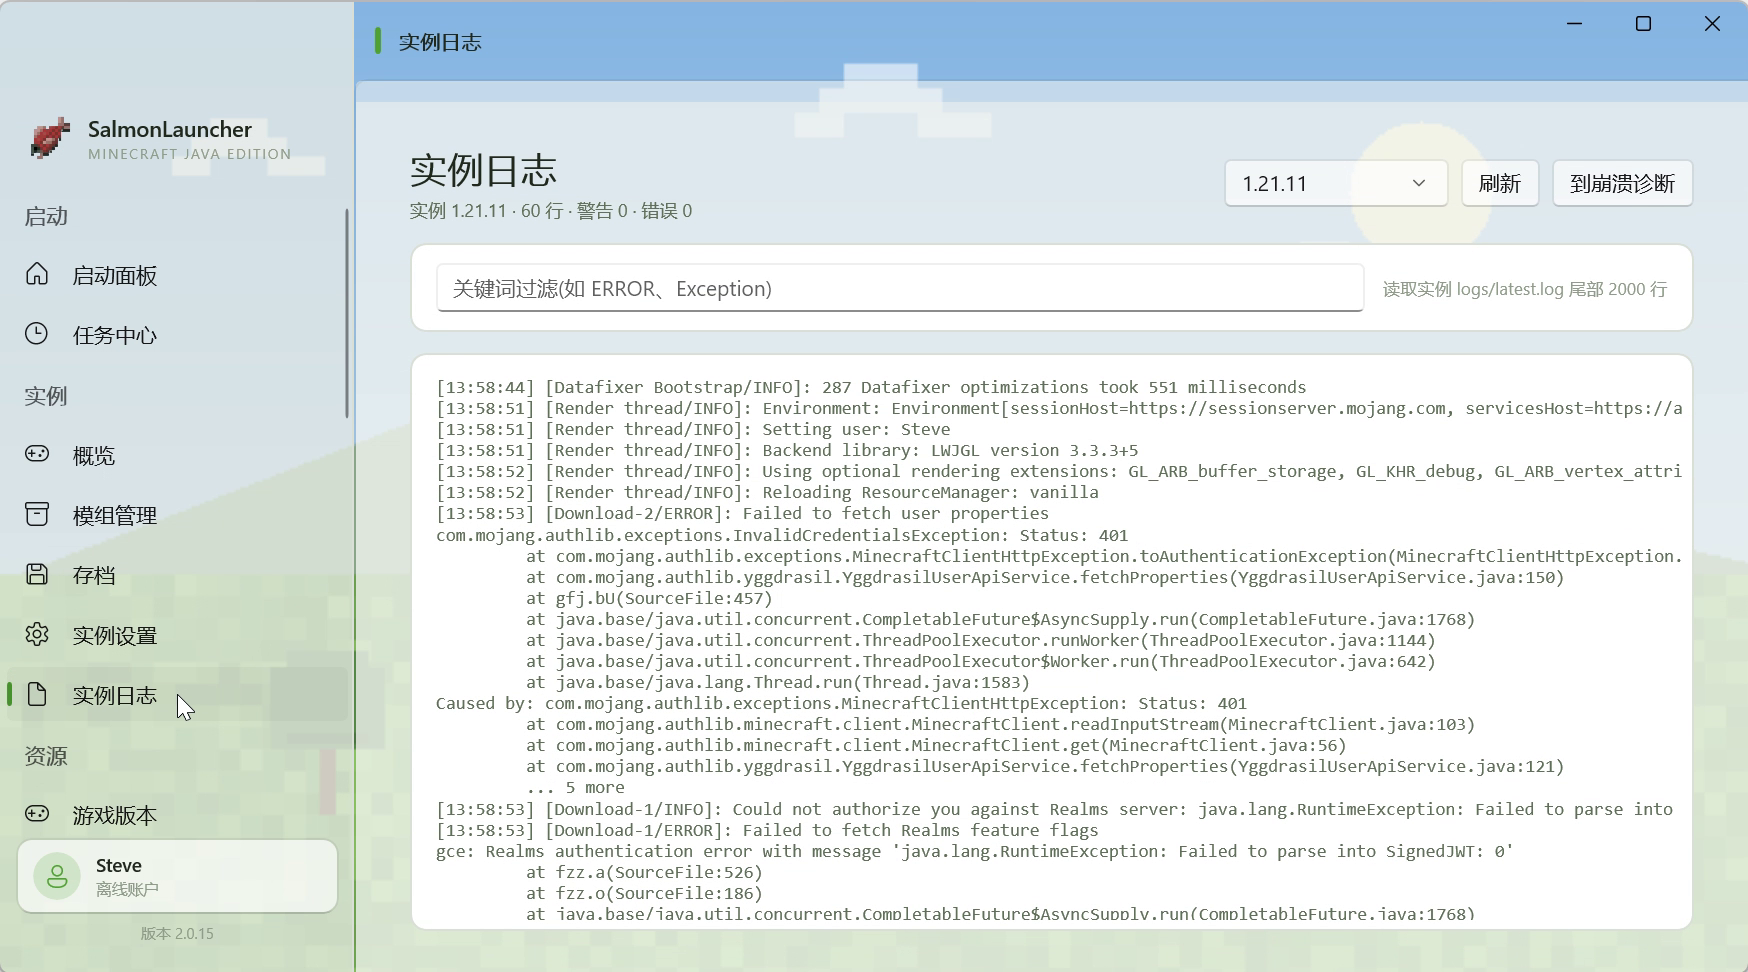 实例日志
SalmonLauncher
MINECRAFT JAVA EDITION
启动
启动面板
任务中心
实例
概览
模组管理
存档
实例设置
实例日志
资源
游戏版本
Steve
离线账户
版本 2.0.15
实例日志
实例 1.21.11 · 60 行 · 警告 0 · 错误 0
1.21.11
刷新
到崩溃诊断
关键词过滤(如 ERROR、Exception)
读取实例 logs/latest.log 尾部 2000 行
[13:58:44] [Datafixer Bootstrap/INFO]: 287 Datafixer optimizations took 551 milliseconds
[13:58:51] [Render thread/INFO]: Environment: Environment[sessionHost=https://sessionserver.mojang.com, servicesHost=https://a
[13:58:51] [Render thread/INFO]: Setting user: Steve
[13:58:51] [Render thread/INFO]: Backend library: LWJGL version 3.3.3+5
[13:58:52] [Render thread/INFO]: Using optional rendering extensions: GL_ARB_buffer_storage, GL_KHR_debug, GL_ARB_vertex_attri
[13:58:52] [Render thread/INFO]: Reloading ResourceManager: vanilla
[13:58:53] [Download-2/ERROR]: Failed to fetch user properties
com.mojang.authlib.exceptions.InvalidCredentialsException: Status: 401
at com.mojang.authlib.exceptions.MinecraftClientHttpException.toAuthenticationException(MinecraftClientHttpException.
at com.mojang.authlib.yggdrasil.YggdrasilUserApiService.fetchProperties(YggdrasilUserApiService.java:150)
at gfj.bU(SourceFile:457)
at java.base/java.util.concurrent.CompletableFuture$AsyncSupply.run(CompletableFuture.java:1768)
at java.base/java.util.concurrent.ThreadPoolExecutor.runWorker(ThreadPoolExecutor.java:1144)
at java.base/java.util.concurrent.ThreadPoolExecutor$Worker.run(ThreadPoolExecutor.java:642)
at java.base/java.lang.Thread.run(Thread.java:1583)
Caused by: com.mojang.authlib.exceptions.MinecraftClientHttpException: Status: 401
at com.mojang.authlib.minecraft.client.MinecraftClient.readInputStream(MinecraftClient.java:103)
at com.mojang.authlib.minecraft.client.MinecraftClient.get(MinecraftClient.java:56)
at com.mojang.authlib.yggdrasil.YggdrasilUserApiService.fetchProperties(YggdrasilUserApiService.java:121)
... 5 more
[13:58:53] [Download-1/INFO]: Could not authorize you against Realms server: java.lang.RuntimeException: Failed to parse into
[13:58:53] [Download-1/ERROR]: Failed to fetch Realms feature flags
gce: Realms authentication error with message 'java.lang.RuntimeException: Failed to parse into SignedJWT: 0'
at fzz.a(SourceFile:526)
at fzz.o(SourceFile:186)
at java.base/java.util.concurrent.CompletableFuture$AsyncSupply.run(CompletableFuture.java:1768)